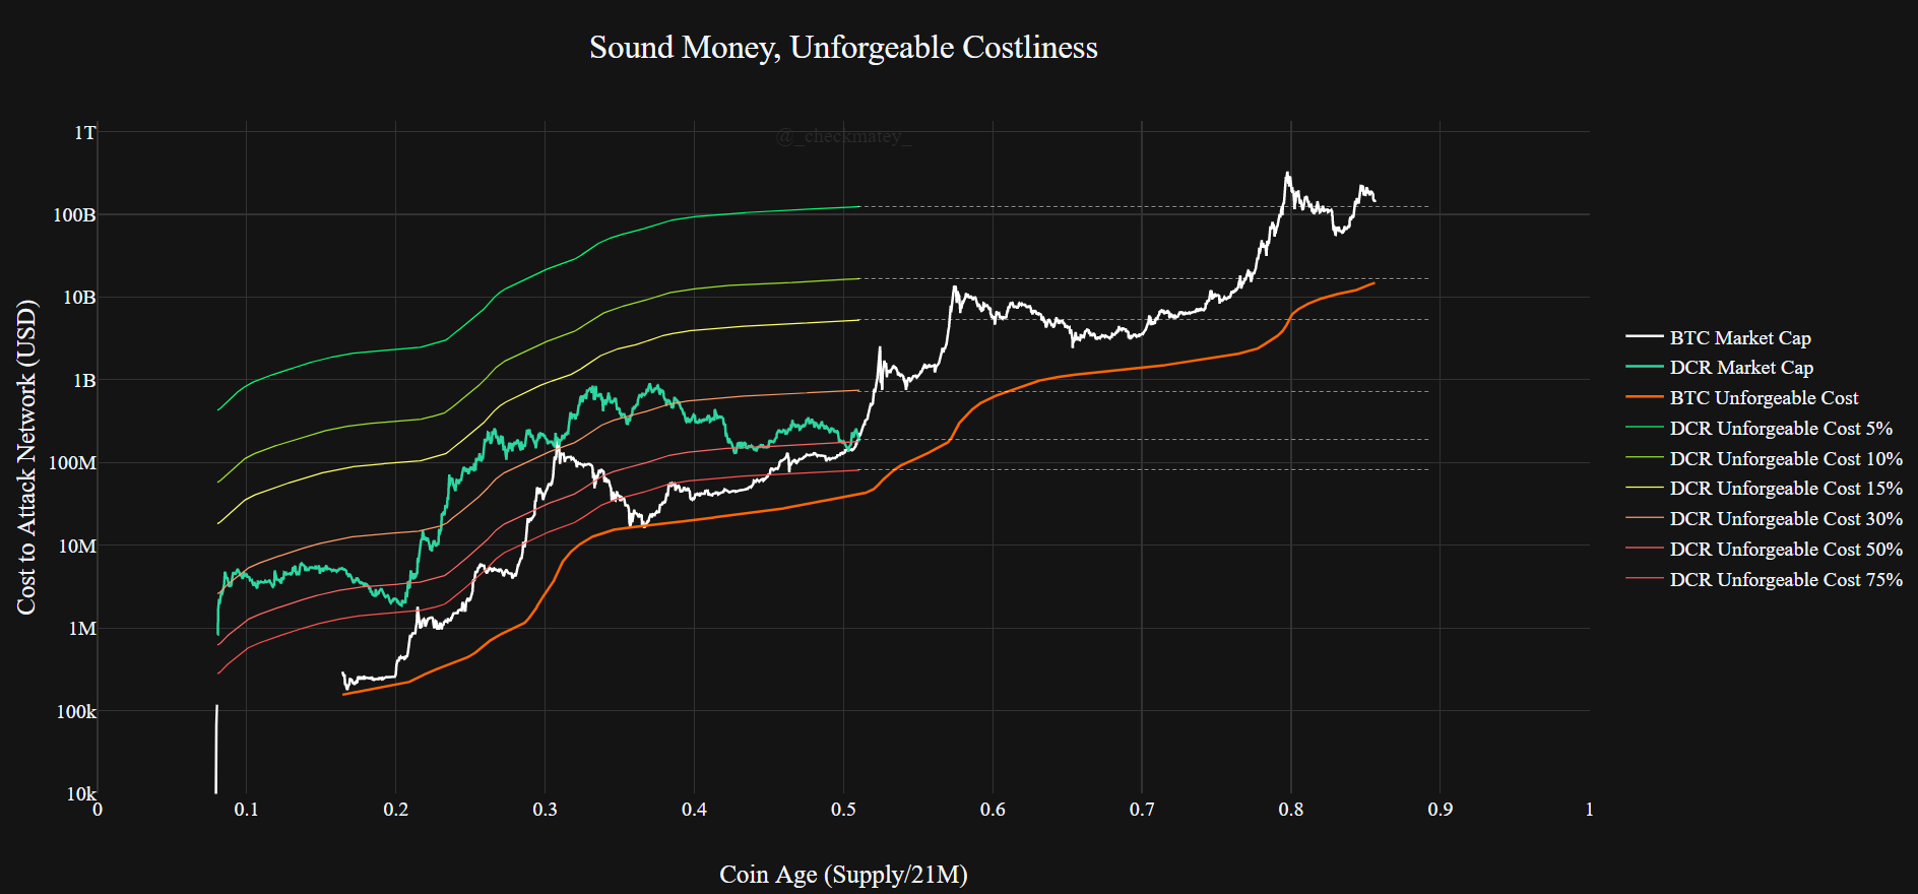 Sound Money, Unforgeable Costliness
@_checkmatey_
Cost to Attack Network (USD)
1T
100B
10B
1B
100M
10M
1M
100k
10k
0 0.1 0.2 0.3 0.4 0.5 0.6 0.7 0.8 0.9 1
Coin Age (Supply/21M)
BTC Market Cap
DCR Market Cap
BTC Unforgeable Cost
DCR Unforgeable Cost 5%
DCR Unforgeable Cost 10%
DCR Unforgeable Cost 15%
DCR Unforgeable Cost 30%
DCR Unforgeable Cost 50%
DCR Unforgeable Cost 75%